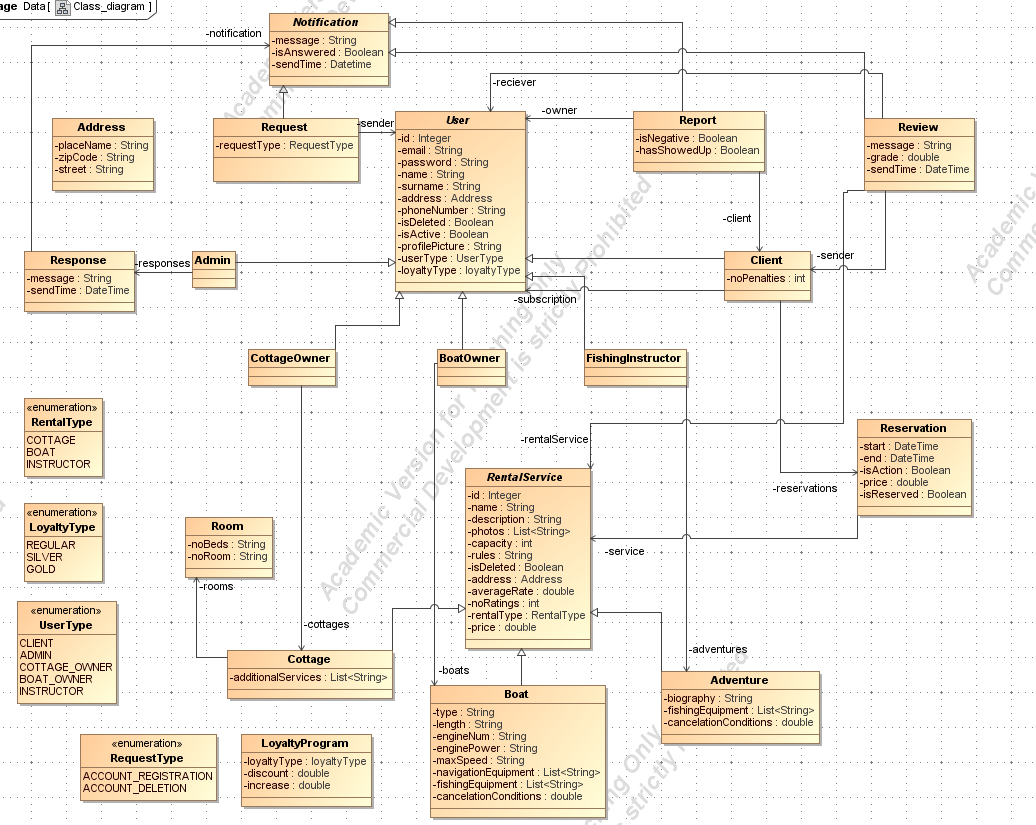 age Data[ Class_diagram ]
Notification
-message : String
-isAnswered : Boolean
-sendTime : Datetime
-notification
-reciever
-owner
-sender
Address
-placeName : String
-zipCode : String
-street : String
Request
-requestType : RequestType
User
-id : Integer
-email : String
-password : String
-name : String
-surname : String
-address : Address
-phoneNumber : String
-isDeleted : Boolean
-isActive : Boolean
-profilePicture : String
-userType : UserType
-loyaltyType : loyaltyType
Report
-isNegative : Boolean
-hasShowedUp : Boolean
Review
-message : String
-grade : double
-sendTime : DateTime
-client
-sender
Response
-message : String
-sendTime : DateTime
-responses
Admin
Client
-noPenalties : int
-subscription
CottageOwner
BoatOwner
FishingInstructor
«enumeration»
RentalType
COTTAGE
BOAT
INSTRUCTOR
-rentalService
Reservation
-start : DateTime
-end : DateTime
-isAction : Boolean
-price : double
-isReserved : Boolean
-reservations
RentalService
-id : Integer
-name : String
-description : String
-photos : List<String>
-capacity : int
-rules : String
-isDeleted : Boolean
-address : Address
-averageRate : double
-noRatings : int
-rentalType : RentalType
-price : double
-service
«enumeration»
LoyaltyType
REGULAR
SILVER
GOLD
Room
-noBeds : String
-noRoom : String
-rooms
«enumeration»
UserType
CLIENT
ADMIN
COTTAGE_OWNER
BOAT_OWNER
INSTRUCTOR
-cottages
-boats
-adventures
Cottage
-additionalServices : List<String>
Boat
-type : String
-length : String
-engineNum : String
-enginePower : String
-maxSpeed : String
-navigationEquipment : List<String>
-fishingEquipment : List<String>
-cancelationConditions : double
Adventure
-biography : String
-fishingEquipment : List<String>
-cancelationConditions : double
«enumeration»
RequestType
ACCOUNT_REGISTRATION
ACCOUNT_DELETION
LoyaltyProgram
-loyaltyType : loyaltyType
-discount : double
-increase : double
Academic Version for Teaching Only
Commercial Development is strictly Prohibited